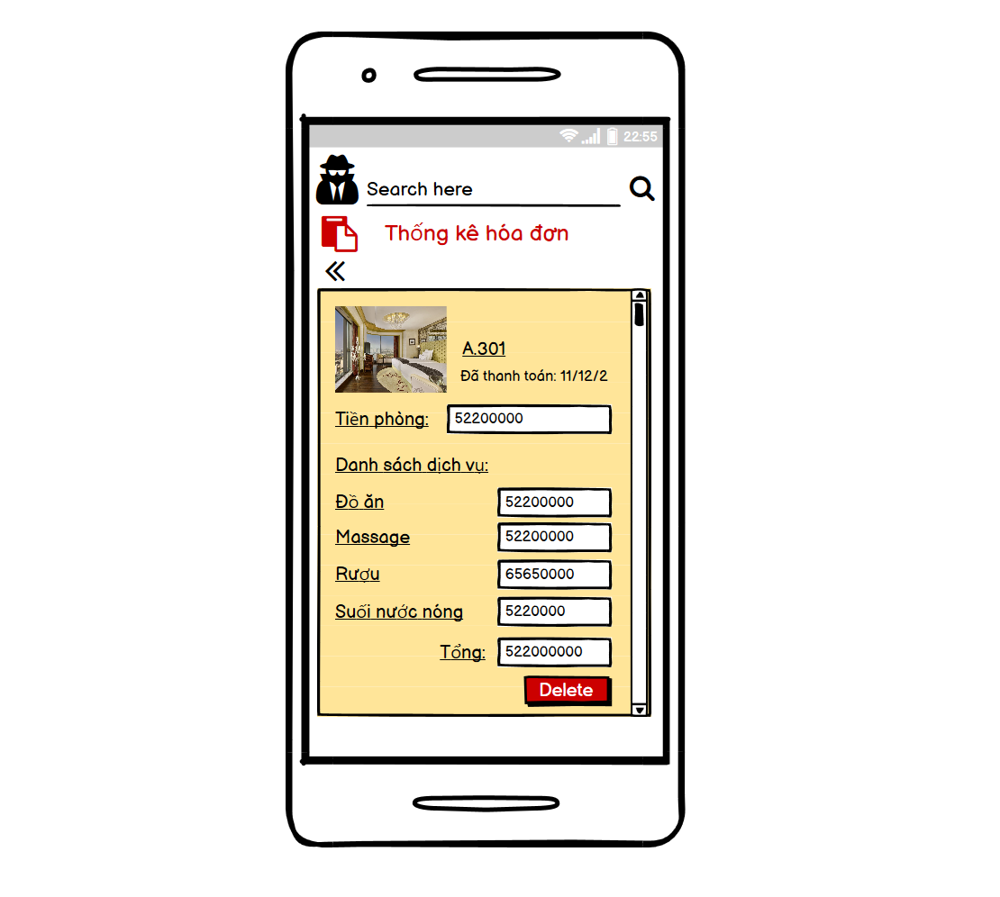 22:55
Search here
Thống kê hóa đơn
A.301
Đã thanh toán: 11/12/2
Tiền phòng: 52200000
Danh sách dịch vụ:
Đồ ăn 52200000
Massage 52200000
Rượu 65650000
Suối nước nóng 5220000
Tổng: 522000000
Delete